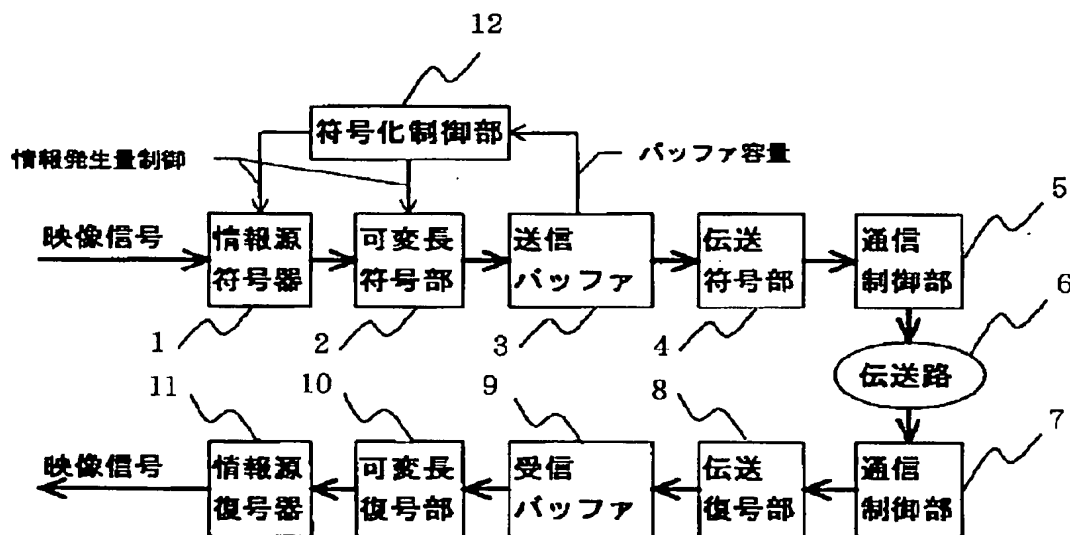 12
符号化制御部
情報発生量制御
バッファ容量
5
映像信号
情報源
符号器
可変長
符号部
送信
バッファ
伝送
符号部
通信
制御部
6
1
2
3
4
伝送路
11
10
9
8
7
映像信号
情報源
復号器
可変長
復号部
受信
バッファ
伝送
復号部
通信
制御部